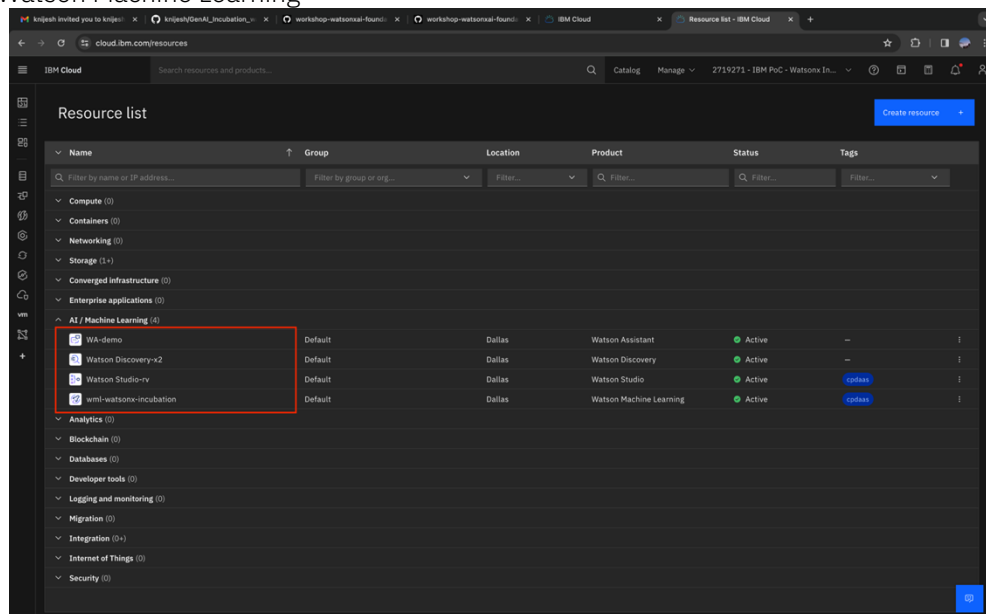 Watson Machine Learning
knijesh invited you to knijesh
knijesh/GenAI_Incubation_w
workshop-watsonxai-founda
workshop-watsonxai-founda
IBM Cloud
Resource list - IBM Cloud
cloud.ibm.com/resources
IBM Cloud
Search resources and products...
Catalog
Manage
2719271 - IBM PoC - Watsonx In...
Resource list
Create resource +
Name Group Location Product Status Tags
Filter by name or IP address... Filter by group or org... Filter... Filter... Filter... Filter...
Compute (0)
Containers (0)
Networking (0)
Storage (1+)
Converged infrastructure (0)
Enterprise applications (0)
AI / Machine Learning (4)
WA-demo Default Dallas Watson Assistant Active –
Watson Discovery-x2 Default Dallas Watson Discovery Active –
Watson Studio-rv Default Dallas Watson Studio Active cpdaas
wml-watsonx-incubation Default Dallas Watson Machine Learning Active cpdaas
Analytics (0)
Blockchain (0)
Databases (0)
Developer tools (0)
Logging and monitoring (0)
Migration (0)
Integration (0+)
Internet of Things (0)
Security (0)
vm